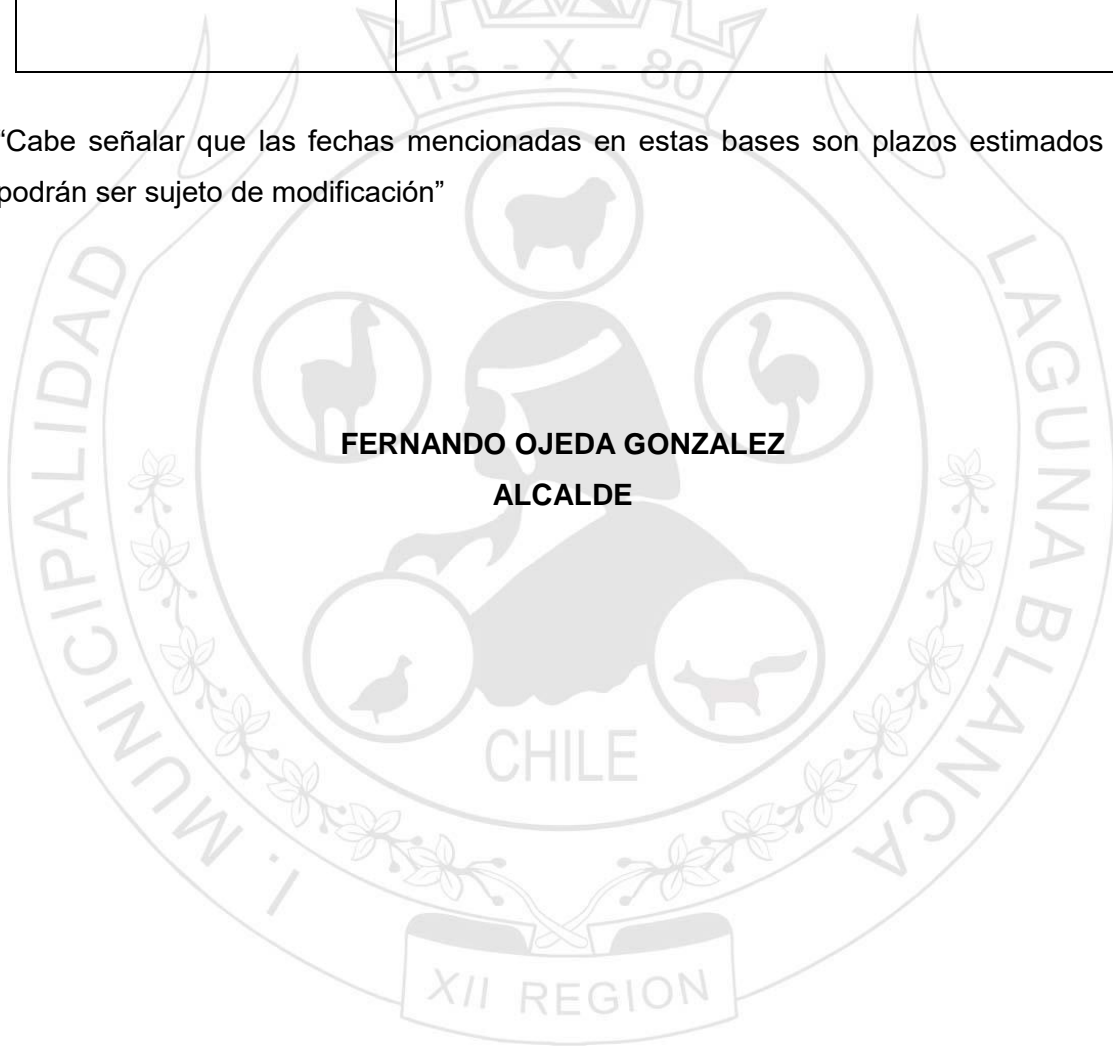 15 - X - 80
“Cabe señalar que las fechas mencionadas en estas bases son plazos estimados
podrán ser sujeto de modificación”
FERNANDO OJEDA GONZALEZ
ALCALDE
I. MUNICIPALIDAD
LAGUNA BLANCA
CHILE
XII REGION